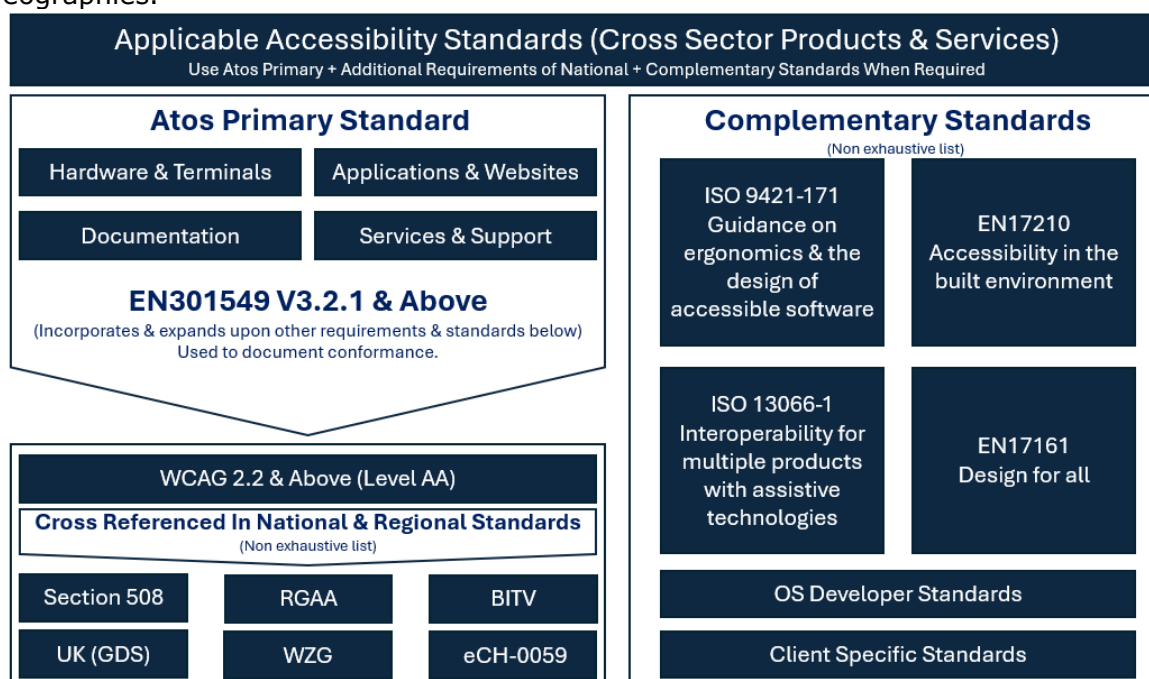 eographies.
Applicable Accessibility Standards (Cross Sector Products & Services)
Use Atos Primary + Additional Requirements of National + Complementary Standards When Required
Atos Primary Standard
Hardware & Terminals
Applications & Websites
Documentation
Services & Support
EN301549 V3.2.1 & Above
(Incorporates & expands upon other requirements & standards below)
Used to document conformance.
WCAG 2.2 & Above (Level AA)
Cross Referenced In National & Regional Standards
(Non exhaustive list)
Section 508
RGAA
BITV
UK (GDS)
WZG
eCH-0059
Complementary Standards
(Non exhaustive list)
ISO 9421-171
Guidance on
ergonomics & the
design of
accessible software
EN17210
Accessibility in the
built environment
ISO 13066-1
Interoperability for
multiple products
with assistive
technologies
EN17161
Design for all
OS Developer Standards
Client Specific Standards